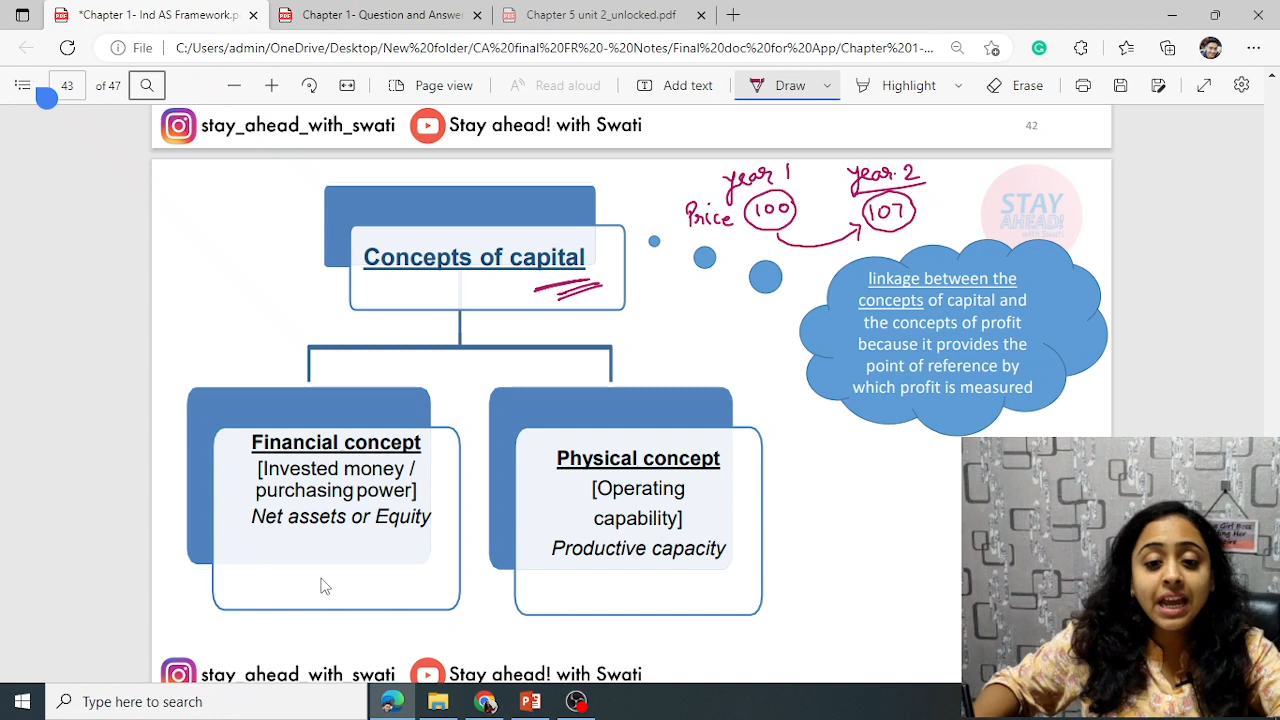 *Chapter 1- Ind AS Framework.pdf
Chapter 1 - Question and Answer
Chapter 5 unit 2_unlocked.pdf
File
C:/Users/admin/OneDrive/Desktop/New%20folder/CA%20Final%20FR%20-%20Notes/Final%20doc%20for%20App/Chapter%201-...
43 of 47
Page view
Read aloud
Add text
Draw
Highlight
Erase
stay_ahead_with_swati
Stay ahead! with Swati
42
year 1
year 2
Price 100
107
STAY
AHEAD!
with Swati
Concepts of capital
linkage between the
concepts of capital and
the concepts of profit
because it provides the
point of reference by
which profit is measured
Financial concept
[Invested money /
purchasing power]
Net assets or Equity
Physical concept
[Operating
capability]
Productive capacity
stay_ahead_with_swati
Stay ahead! with Swati
Type here to search